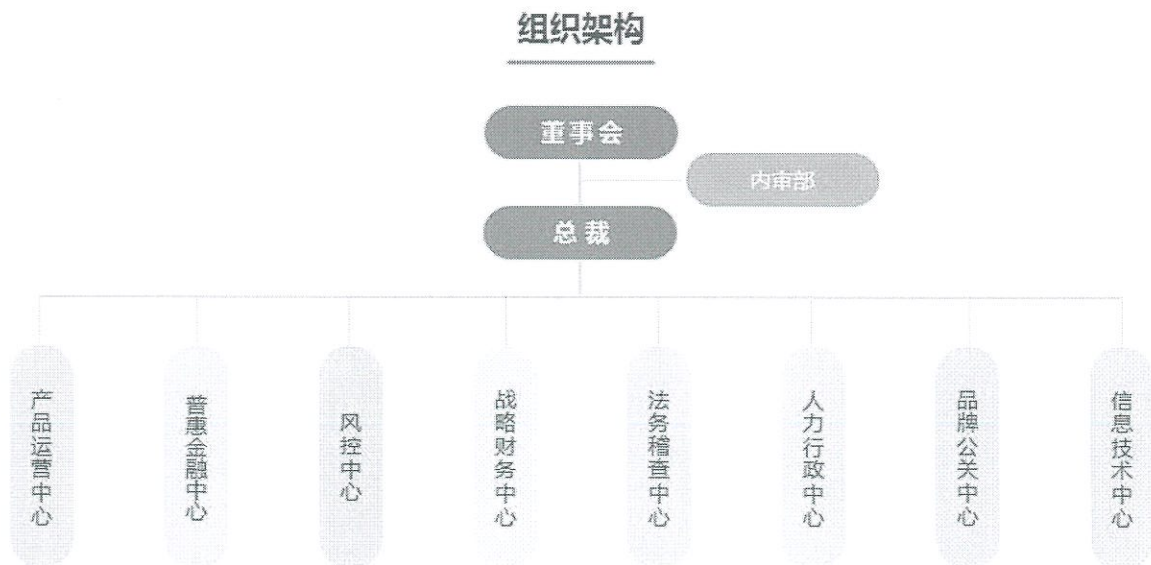 组织架构
董事会
内审部
总裁
产品运营中心
普惠金融中心
风控中心
战略财务中心
法务稽查中心
人力行政中心
品牌公关中心
信息技术中心